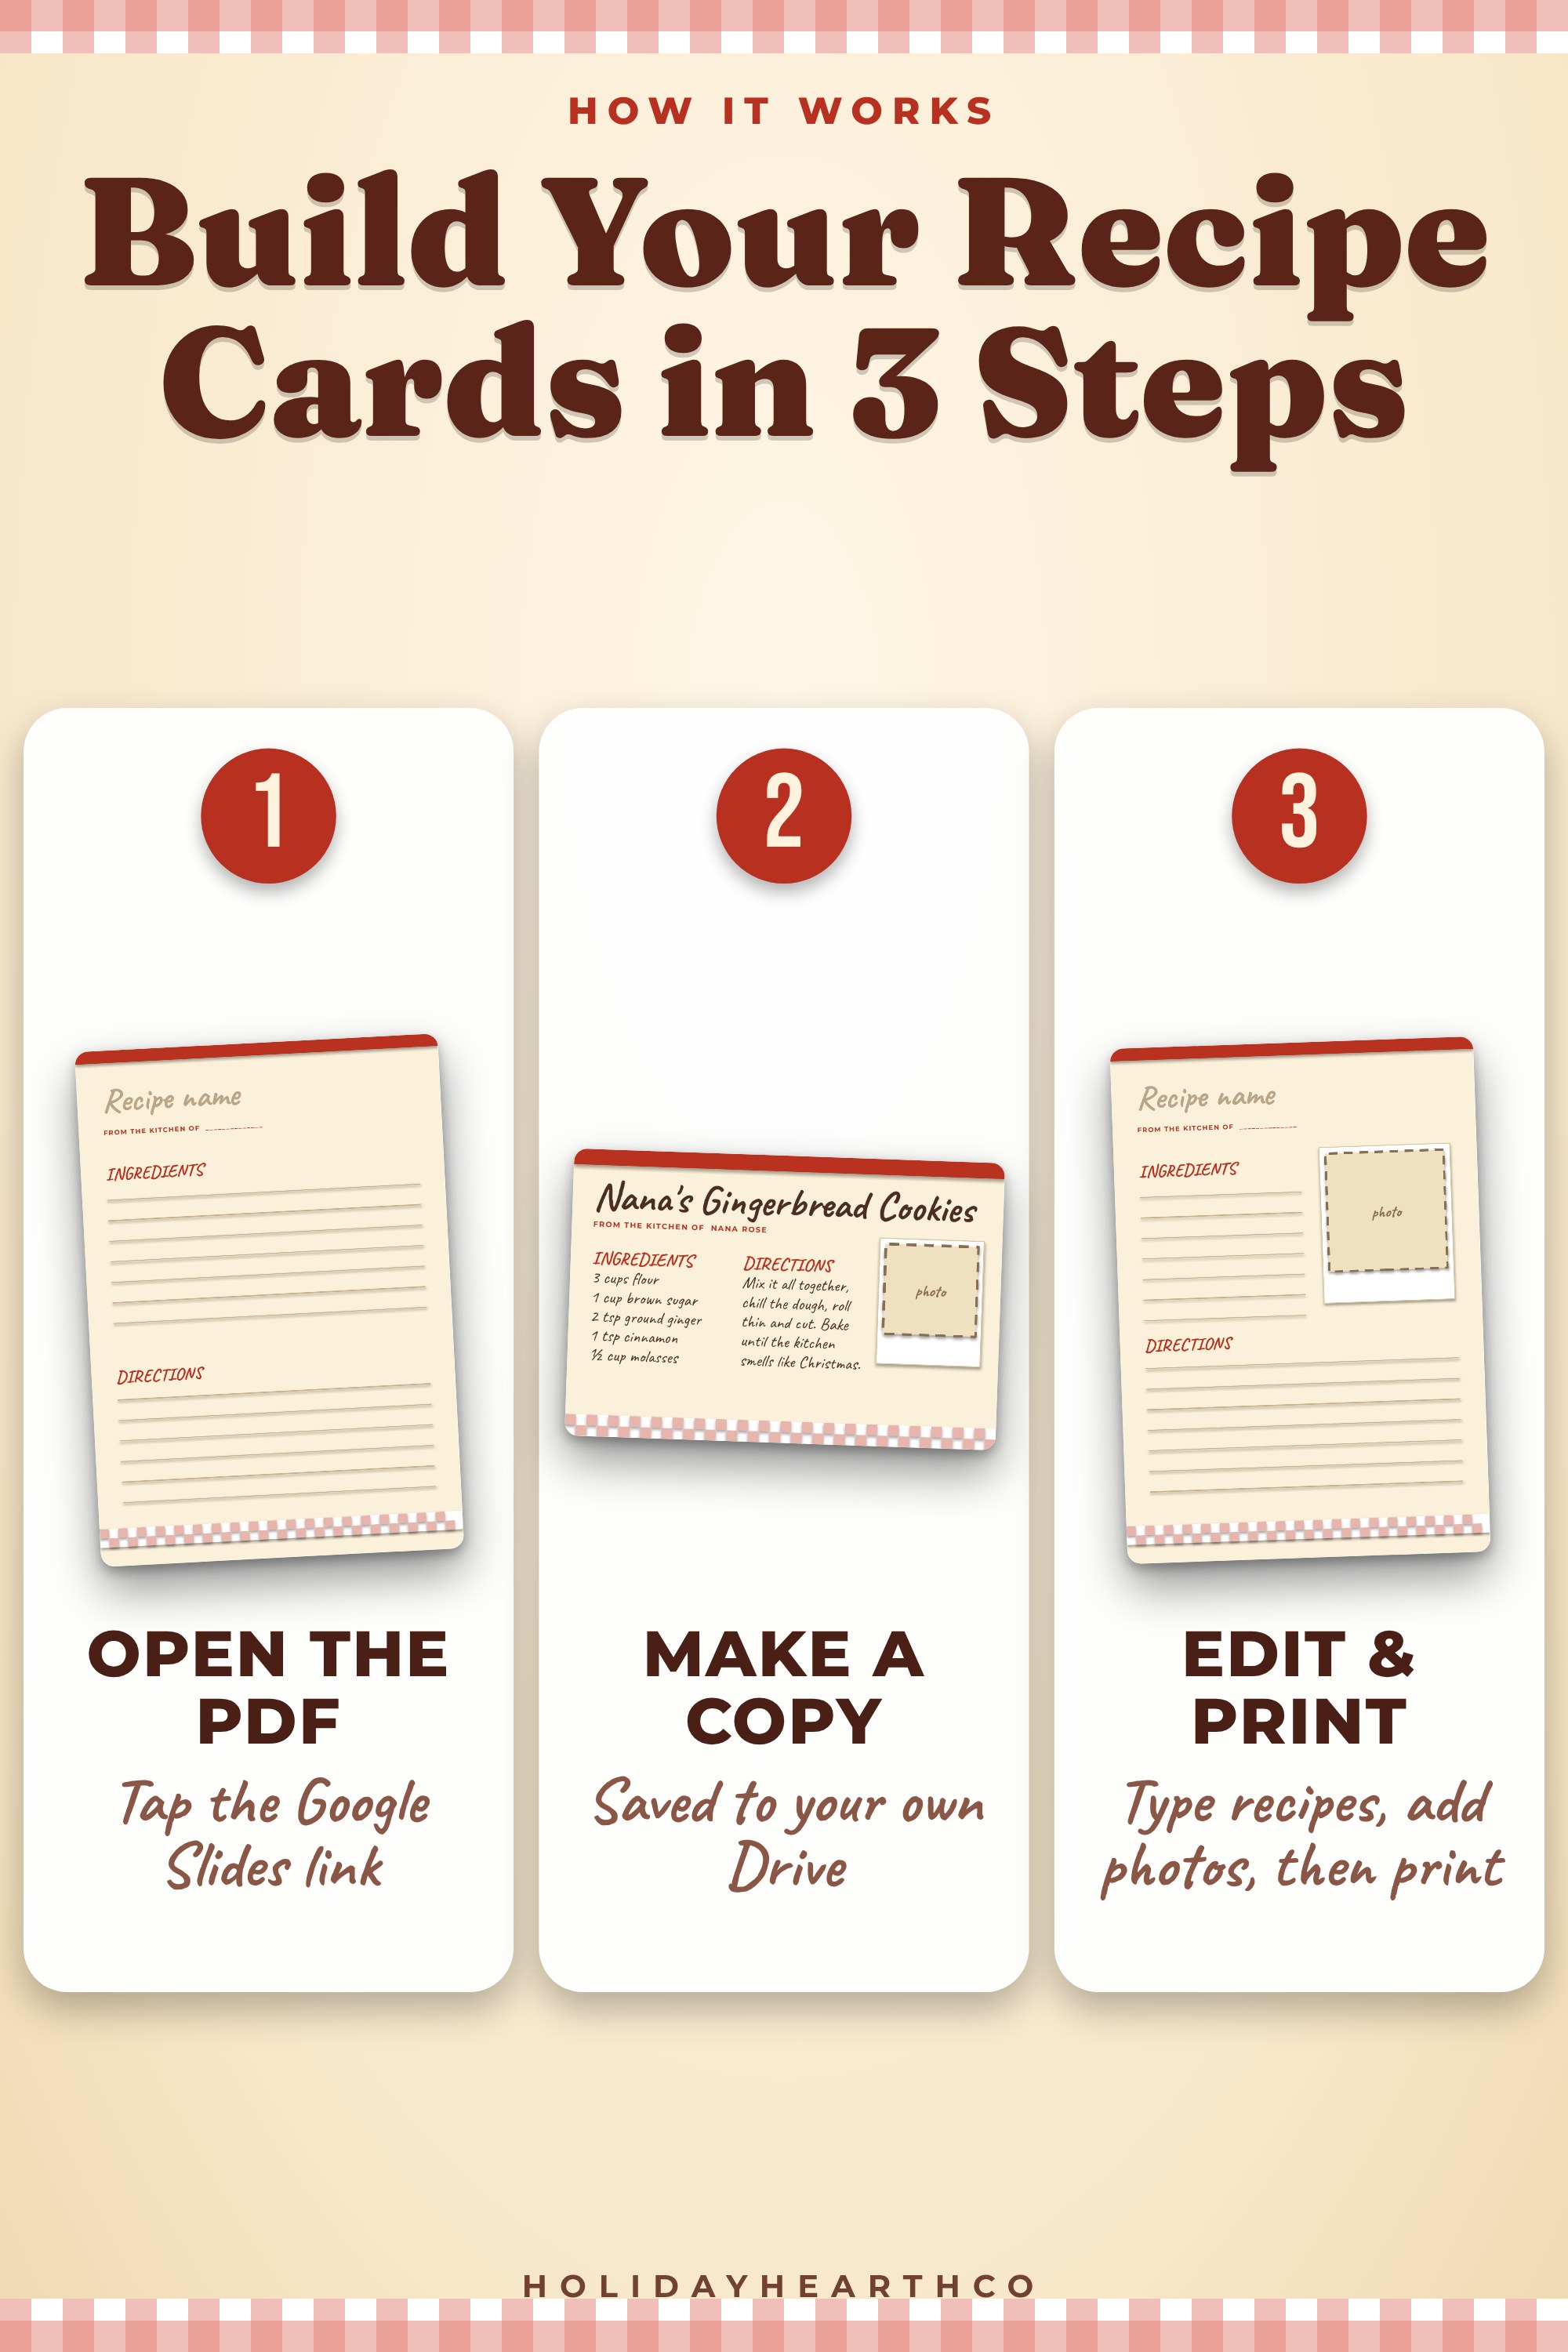 HOW IT WORKS
Build Your Recipe
Cards in 3 Steps
1
Recipe name
FROM THE KITCHEN OF
INGREDIENTS
DIRECTIONS
OPEN THE
PDF
Tap the Google
Slides link
2
Nana's Gingerbread Cookies
FROM THE KITCHEN OF NANA ROSE
INGREDIENTS
3 cups flour
1 cup brown sugar
2 tsp ground ginger
1 tsp cinnamon
½ cup molasses
DIRECTIONS
Mix it all together,
chill the dough, roll
thin and cut. Bake
until the kitchen
smells like Christmas.
photo
MAKE A
COPY
Saved to your own
Drive
3
Recipe name
FROM THE KITCHEN OF
INGREDIENTS
photo
DIRECTIONS
EDIT &
PRINT
Type recipes, add
photos, then print
HOLIDAYHEARTHCO